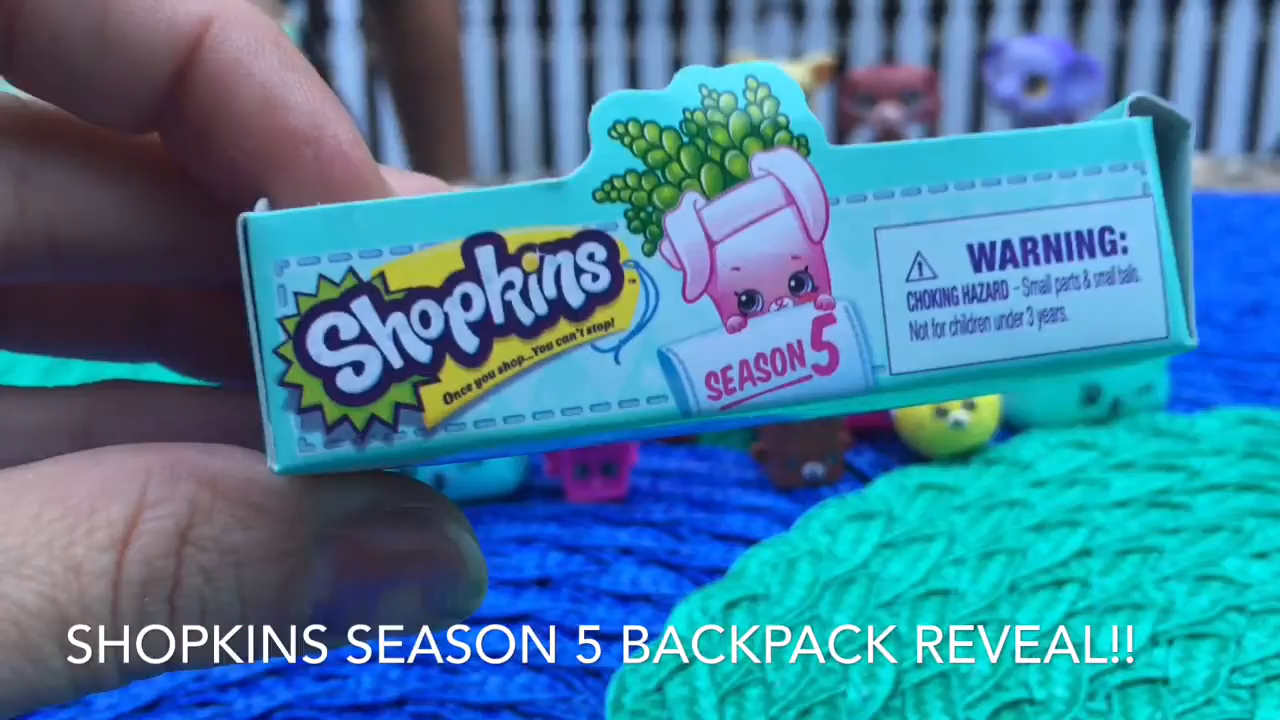 Shopkins
™
Once you shop...You can't stop!
SEASON 5
WARNING:
CHOKING HAZARD – Small parts & small balls.
Not for children under 3 years.
SHOPKINS SEASON 5 BACKPACK REVEAL!!